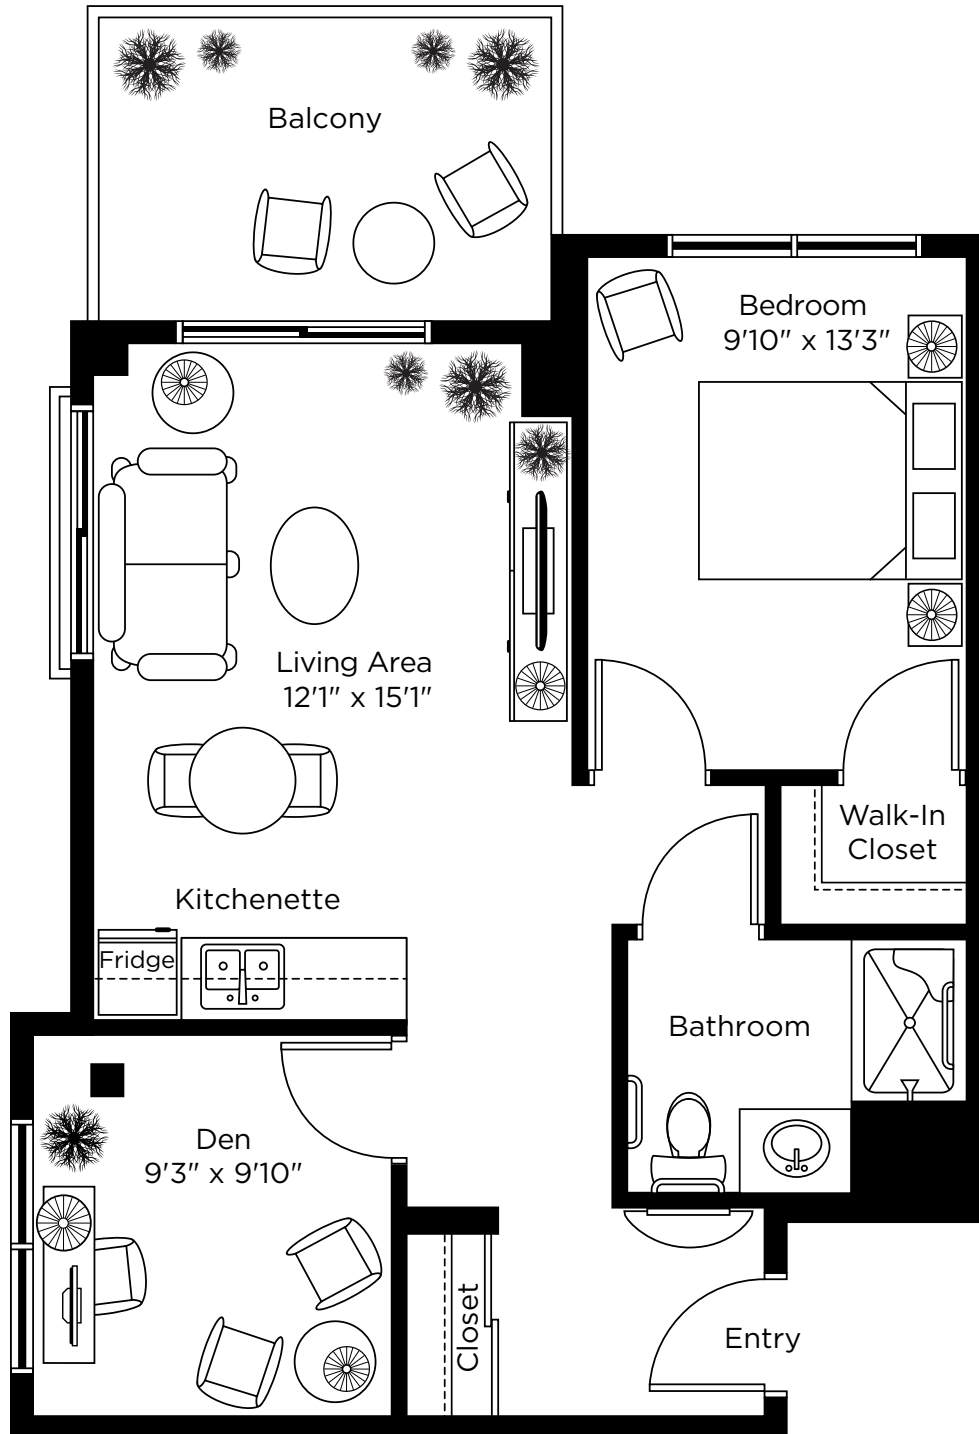 Balcony
Bedroom
9'10" x 13'3"
Living Area
12'1" x 15'1"
Walk-In
Closet
Kitchenette
Fridge
Bathroom
Den
9'3" x 9'10"
Closet
Entry